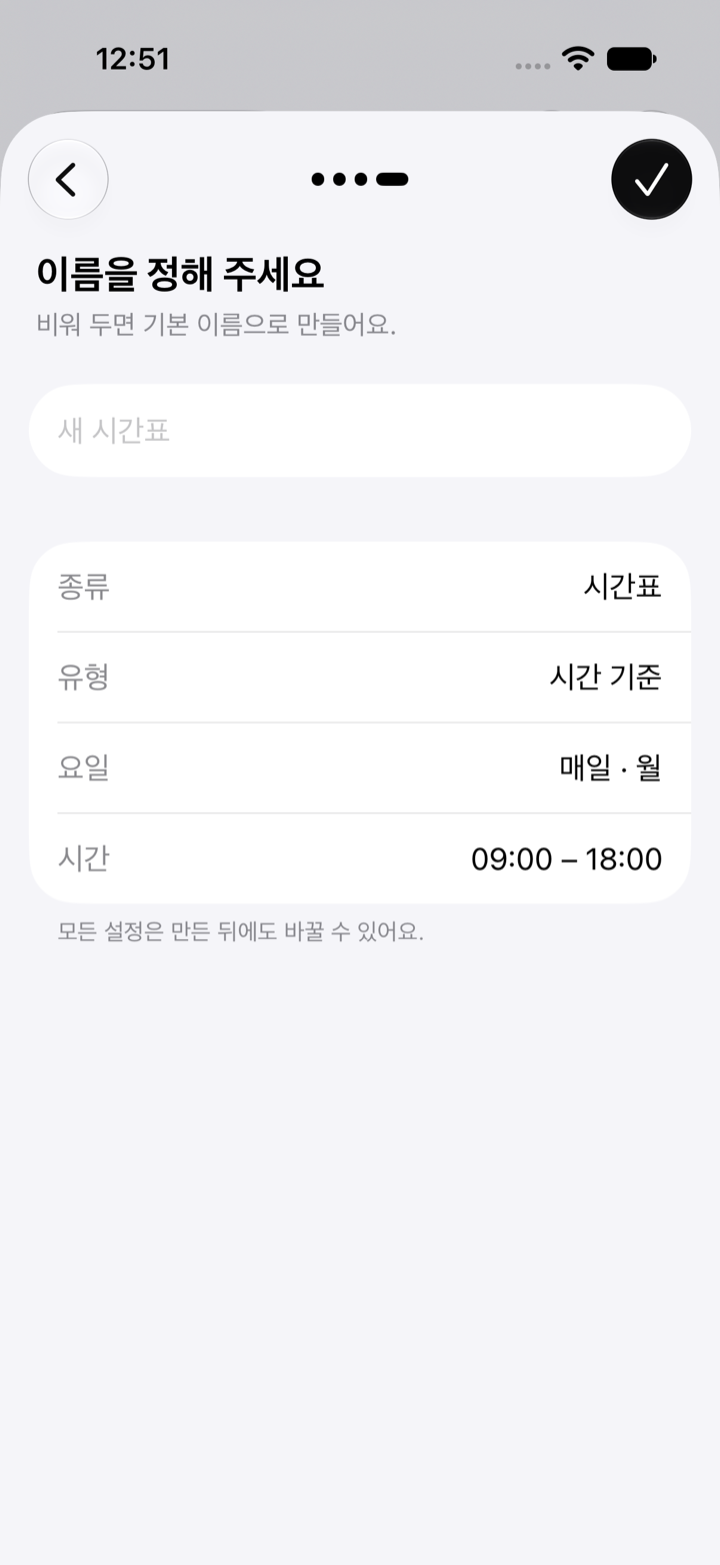 12:51
이름을 정해 주세요
비워 두면 기본 이름으로 만들어요.
새 시간표
종류 시간표
유형 시간 기준
요일 매일 · 월
시간 09:00 – 18:00
모든 설정은 만든 뒤에도 바꿀 수 있어요.